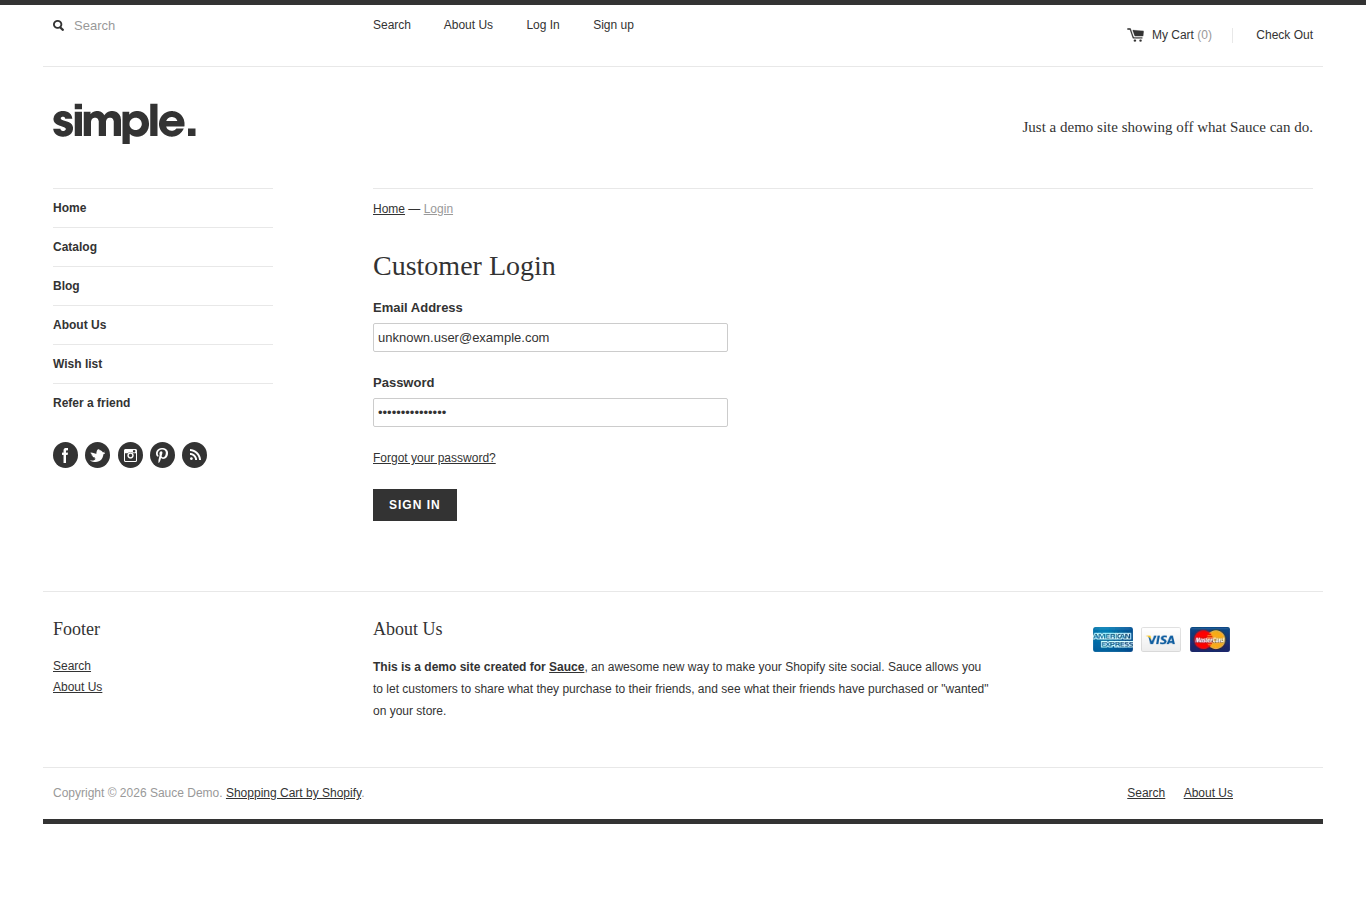 Search
Search About Us Log In Sign up
My Cart (0) Check Out
simple.
Just a demo site showing off what Sauce can do.
Home
Catalog
Blog
About Us
Wish list
Refer a friend
Home — Login
Customer Login
Email Address
unknown.user@example.com
Password
•••••••••••••••
Forgot your password?
SIGN IN
Footer
Search
About Us
About Us
This is a demo site created for Sauce, an awesome new way to make your Shopify site social. Sauce allows you
to let customers to share what they purchase to their friends, and see what their friends have purchased or "wanted"
on your store.
AMERICAN EXPRESS VISA MasterCard
Copyright © 2026 Sauce Demo. Shopping Cart by Shopify.
Search About Us